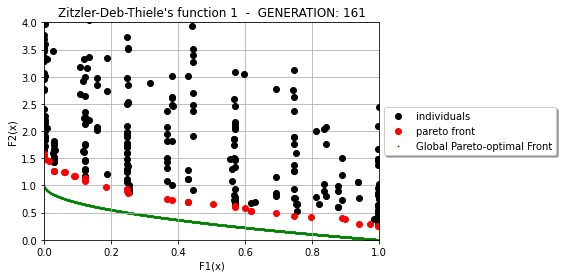 Zitzler-Deb-Thiele's function 1 - GENERATION: 161
4.0
3.5
3.0
2.5
2.0
1.5
1.0
0.5
0.0
F2(x)
0.0 0.2 0.4 0.6 0.8 1.0
F1(x)
individuals
pareto front
Global Pareto-optimal Front